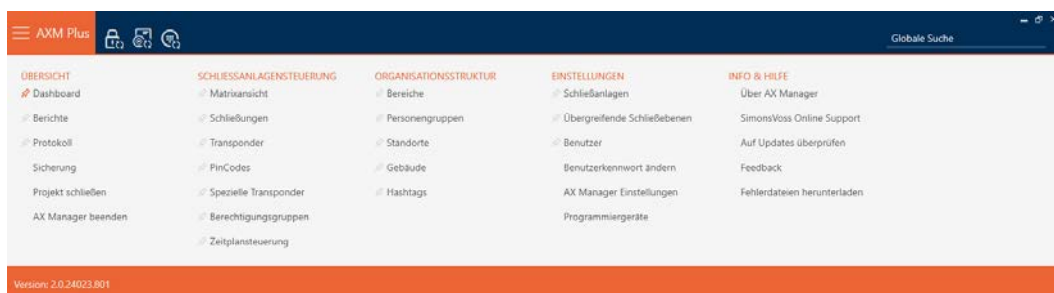 AXM Plus
Globale Suche
ÜBERSICHT
Dashboard
Berichte
Protokoll
Sicherung
Projekt schließen
AX Manager beenden
SCHLIESSANLAGENSTEUERUNG
Matrixansicht
Schließungen
Transponder
PinCodes
Spezielle Transponder
Berechtigungsgruppen
Zeitplansteuerung
ORGANISATIONSSTRUKTUR
Bereiche
Personengruppen
Standorte
Gebäude
Hashtags
EINSTELLUNGEN
Schließanlagen
Übergreifende Schließebenen
Benutzer
Benutzerkennwort ändern
AX Manager Einstellungen
Programmiergeräte
INFO & HILFE
Über AX Manager
SimonsVoss Online Support
Auf Updates überprüfen
Feedback
Fehlerdateien herunterladen
Version: 2.0.24023.801